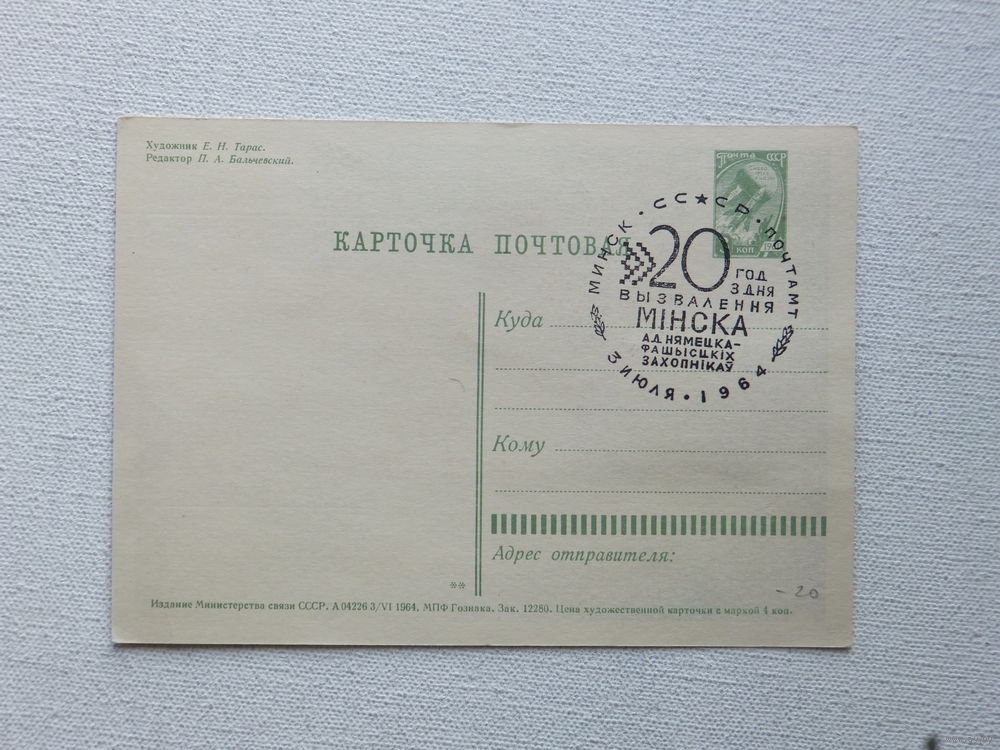 Художник Е. Н. Тарас.
Редактор П. А. Бальчевский.
Почта СССР
коп
КАРТОЧКА ПОЧТОВАЯ
МИНСК · СССР · ПОЧТАМТ
20 ГОД
З ДНЯ
ВЫЗВАЛЕННЯ
МІНСКА
АД НЯМЕЦКА-
ФАШЫСЦКІХ
ЗАХОПНІКАЎ
3 ИЮЛЯ · 1964
Куда
Кому
Адрес отправителя:
**
– 20
Издание Министерства связи СССР. А 04226 3/VI 1964. МПФ Гознака. Зак. 12280. Цена художественной карточки с маркой 4 коп.